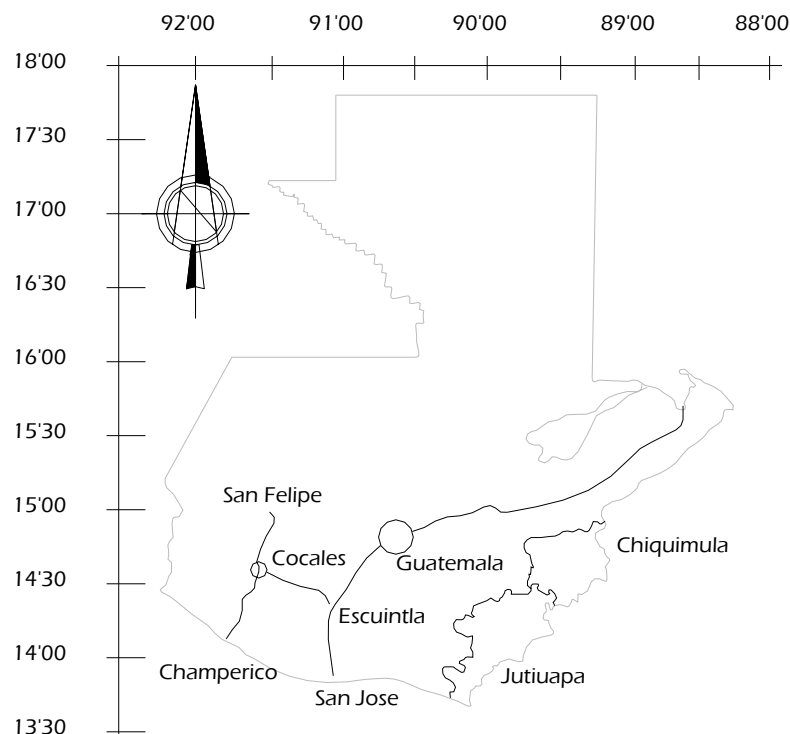 92'00 91'00 90'00 89'00 88'00
18'00
17'30
17'00
16'30
16'00
15'30
15'00
San Felipe
Chiquimula
Cocales
Guatemala
14'30
Escuintla
14'00
Champerico
Jutiuapa
San Jose
13'30